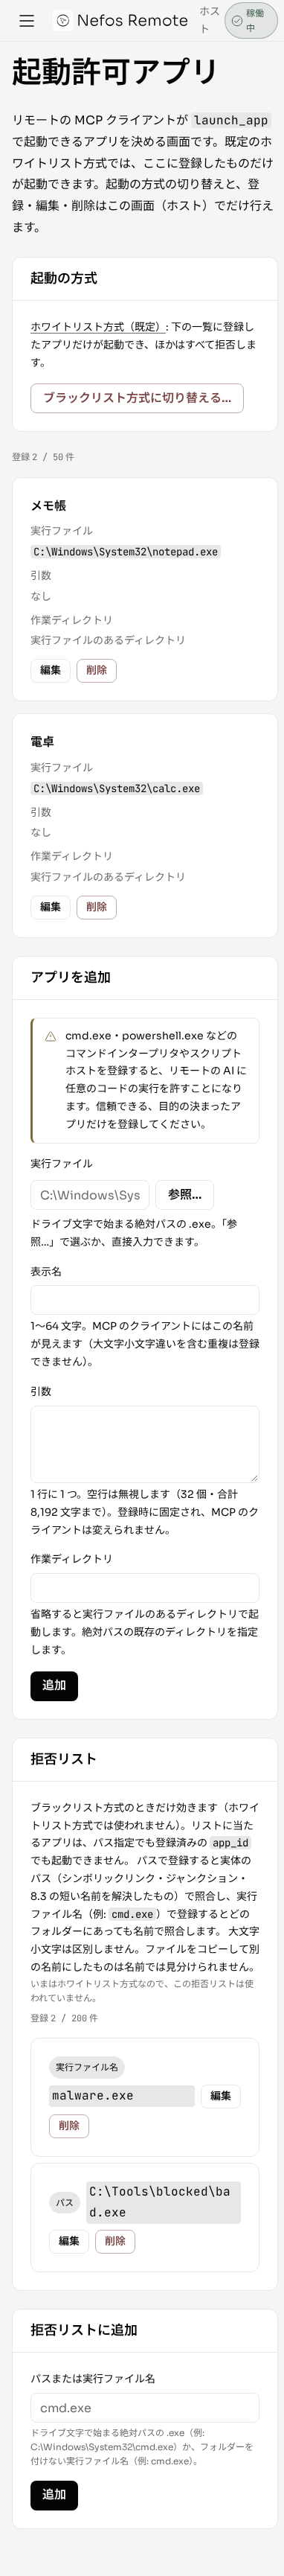 Nefos Remote
ホスト
稼働中
起動許可アプリ
リモートの MCP クライアントが launch_app
で起動できるアプリを決める画面です。既定のホ
ワイトリスト方式では、ここに登録したものだけ
が起動できます。起動の方式の切り替えと、登
録・編集・削除はこの画面（ホスト）でだけ行え
ます。
起動の方式
ホワイトリスト方式（既定）: 下の一覧に登録し
たアプリだけが起動でき、ほかはすべて拒否しま
す。
ブラックリスト方式に切り替える…
登録 2 / 50 件
メモ帳
実行ファイル
C:\Windows\System32\notepad.exe
引数
なし
作業ディレクトリ
実行ファイルのあるディレクトリ
編集 削除
電卓
実行ファイル
C:\Windows\System32\calc.exe
引数
なし
作業ディレクトリ
実行ファイルのあるディレクトリ
編集 削除
アプリを追加
cmd.exe・powershell.exe などの
コマンドインタープリタやスクリプト
ホストを登録すると、リモートの AI に
任意のコードの実行を許すことになり
ます。信頼できる、目的の決まったア
プリだけを登録してください。
実行ファイル
C:\Windows\Sys 参照…
ドライブ文字で始まる絶対パスの .exe。「参
照…」で選ぶか、直接入力できます。
表示名
1〜64 文字。MCP のクライアントにはこの名前
が見えます（大文字小文字違いを含む重複は登録
できません）。
引数
1 行に 1 つ。空行は無視します（32 個・合計
8,192 文字まで）。登録時に固定され、MCP のク
ライアントは変えられません。
作業ディレクトリ
省略すると実行ファイルのあるディレクトリで起
動します。絶対パスの既存のディレクトリを指定
します。
追加
拒否リスト
ブラックリスト方式のときだけ効きます（ホワイ
トリスト方式では使われません）。リストに当た
るアプリは、パス指定でも登録済みの app_id
でも起動できません。 パスで登録すると実体の
パス（シンボリックリンク・ジャンクション・
8.3 の短い名前を解決したもの）で照合し、実行
ファイル名（例: cmd.exe）で登録するとどの
フォルダーにあっても名前で照合します。 大文字
小文字は区別しません。ファイルをコピーして別
の名前にしたものは名前では見分けられません。
いまはホワイトリスト方式なので、この拒否リストは使
われていません。
登録 2 / 200 件
実行ファイル名
malware.exe 編集
削除
パス C:\Tools\blocked\ba
d.exe
編集 削除
拒否リストに追加
パスまたは実行ファイル名
cmd.exe
ドライブ文字で始まる絶対パスの .exe（例:
C:\Windows\System32\cmd.exe）か、フォルダーを
付けない実行ファイル名（例: cmd.exe）。
追加